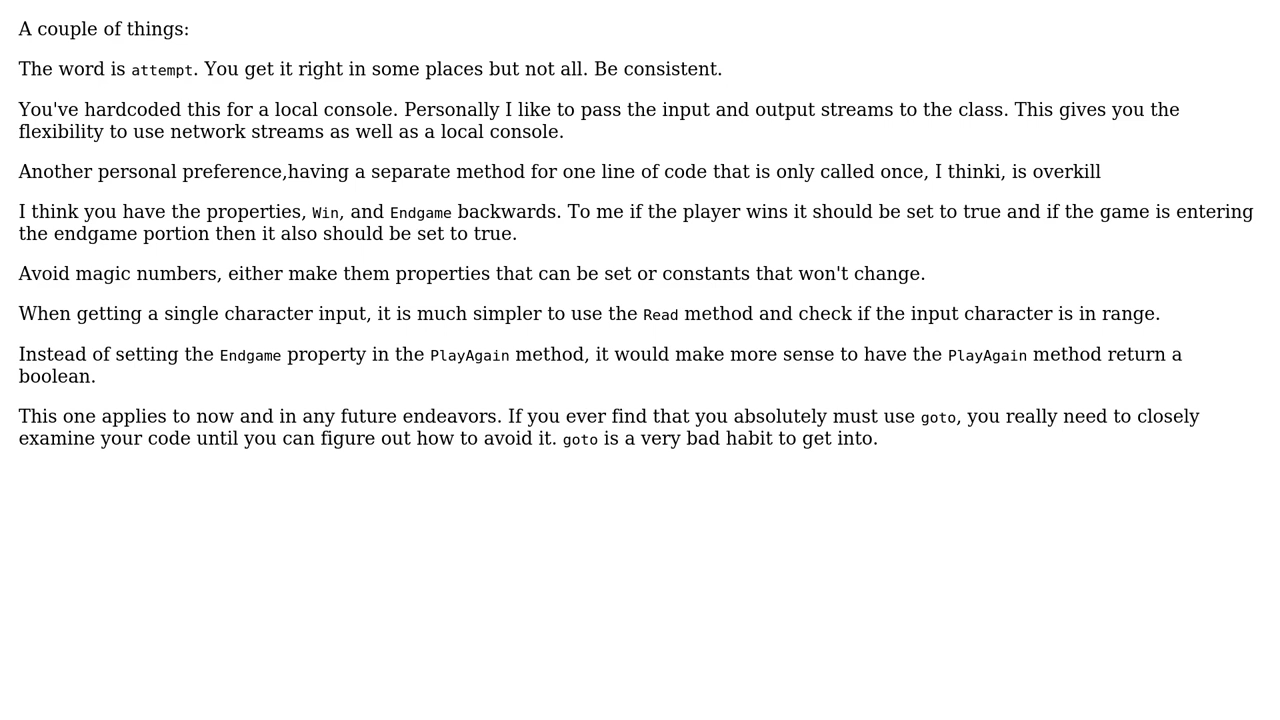 A couple of things:
The word is attempt. You get it right in some places but not all. Be consistent.
You've hardcoded this for a local console. Personally I like to pass the input and output streams to the class. This gives you the
flexibility to use network streams as well as a local console.
Another personal preference,having a separate method for one line of code that is only called once, I thinki, is overkill
I think you have the properties, Win, and Endgame backwards. To me if the player wins it should be set to true and if the game is entering
the endgame portion then it also should be set to true.
Avoid magic numbers, either make them properties that can be set or constants that won't change.
When getting a single character input, it is much simpler to use the Read method and check if the input character is in range.
Instead of setting the Endgame property in the PlayAgain method, it would make more sense to have the PlayAgain method return a
boolean.
This one applies to now and in any future endeavors. If you ever find that you absolutely must use goto, you really need to closely
examine your code until you can figure out how to avoid it. goto is a very bad habit to get into.